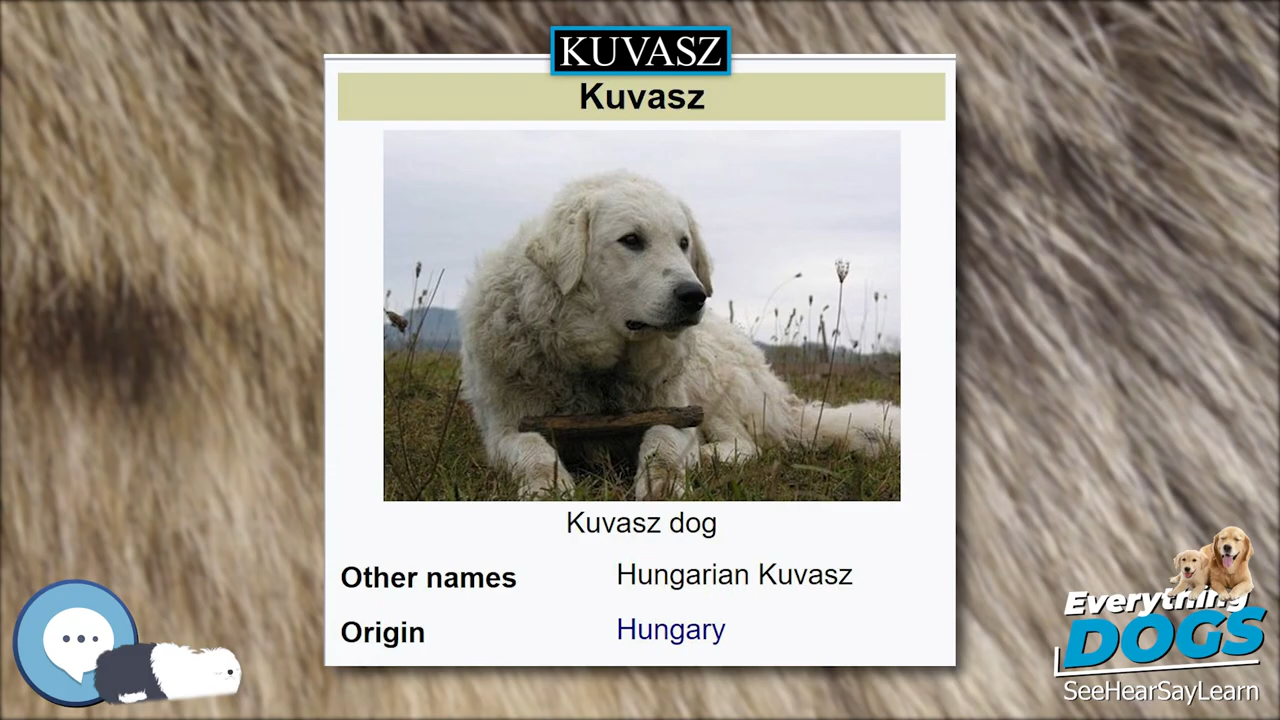 KUVASZ
Kuvasz
Kuvasz dog
Other names Hungarian Kuvasz
Origin Hungary
Everything
DOGS
SeeHearSayLearn